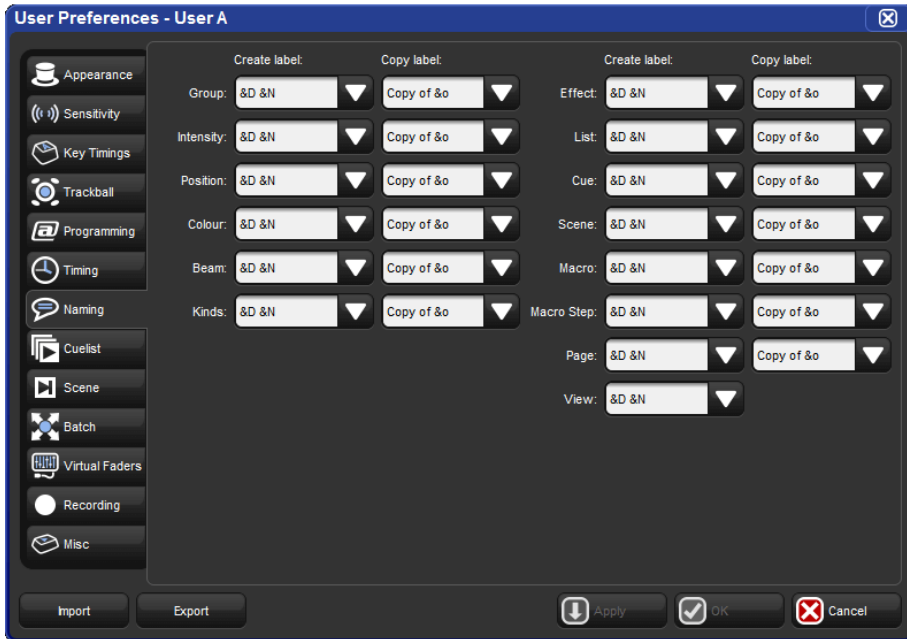 User Preferences - User A
Appearance
Sensitivity
Key Timings
Trackball
Programming
Timing
Naming
Cuelist
Scene
Batch
Virtual Faders
Recording
Misc
Create label: Copy label: Create label: Copy label:
Group: &D &N Copy of &o Effect: &D &N Copy of &o
Intensity: &D &N Copy of &o List: &D &N Copy of &o
Position: &D &N Copy of &o Cue: &D &N Copy of &o
Colour: &D &N Copy of &o Scene: &D &N Copy of &o
Beam: &D &N Copy of &o Macro: &D &N Copy of &o
Kinds: &D &N Copy of &o Macro Step: &D &N Copy of &o
Page: &D &N Copy of &o
View: &D &N
Import Export Apply OK Cancel